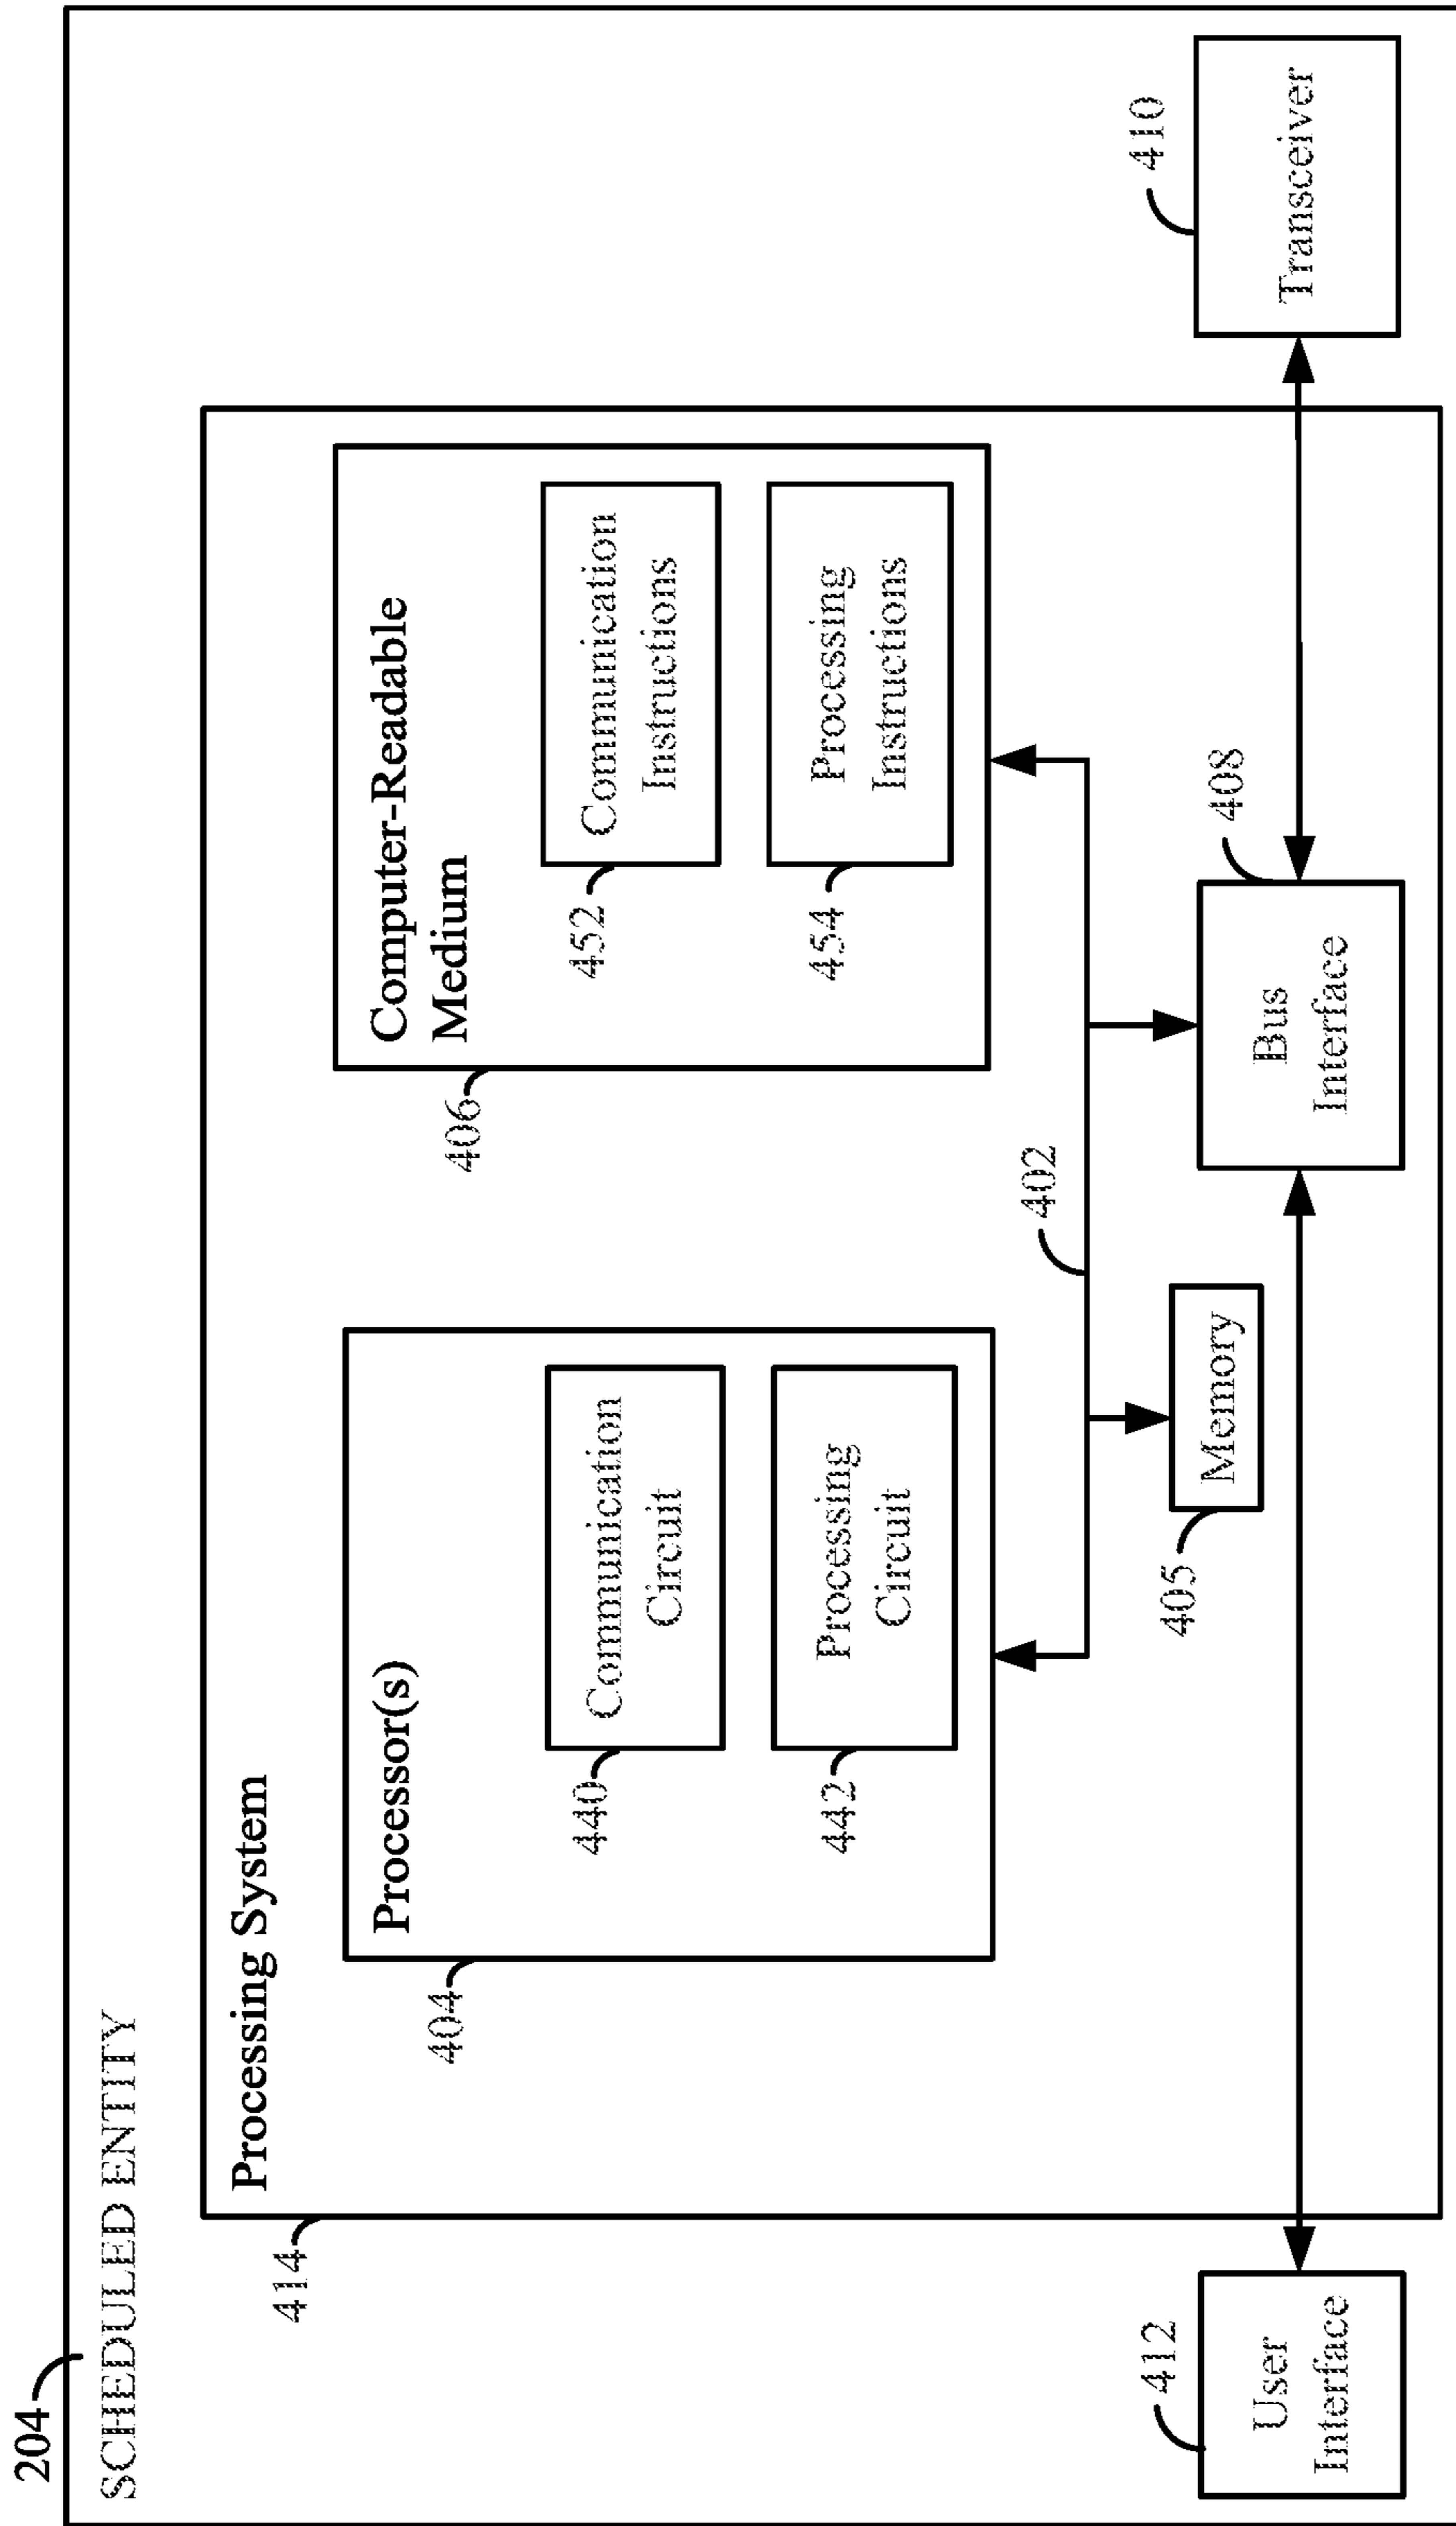 204
SCHEDULED ENTITY
414
Processing System
404
Processor(s)
440
Communication
Circuit
442
Processing
Circuit
406
Computer-Readable
Medium
452
Communication
Instructions
454
Processing
Instructions
402
405
Memory
408
Bus
Interface
412
User
Interface
410
Transceiver